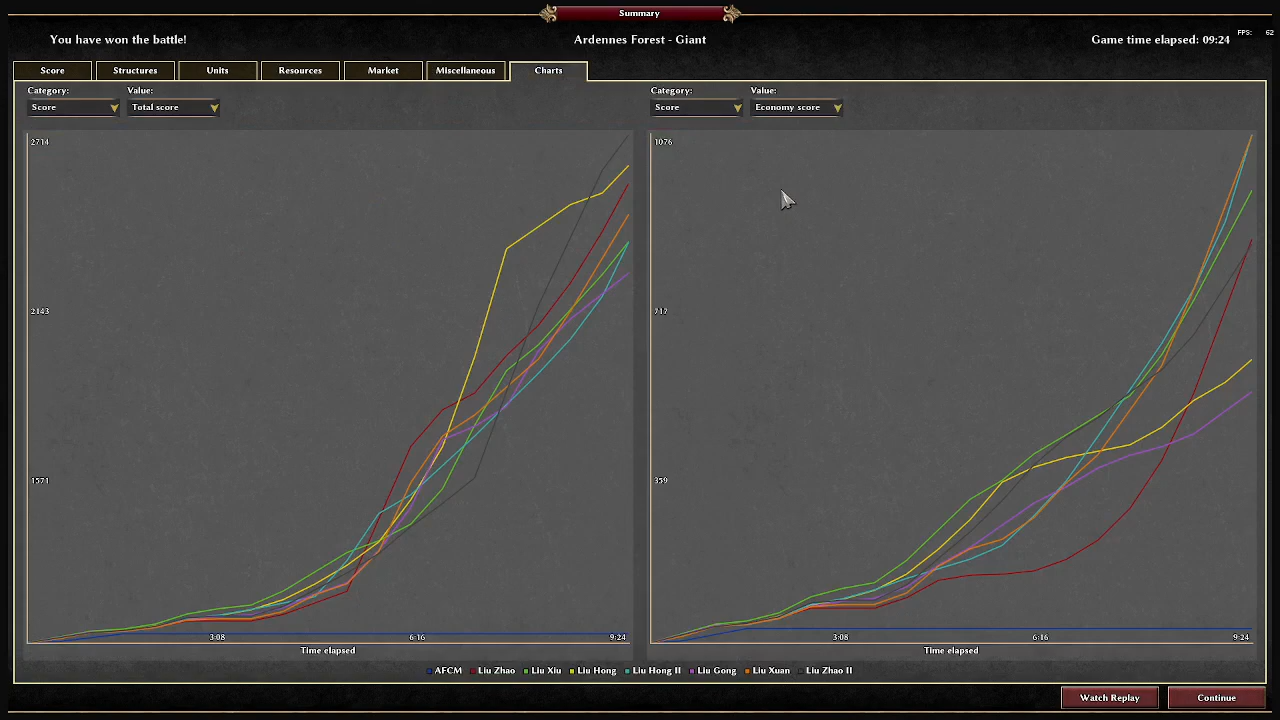 Summary
You have won the battle!
Ardennes Forest - Giant
Game time elapsed: 09:24
FPS: 62
Score
Structures
Units
Resources
Market
Miscellaneous
Charts
Category:
Value:
Score
Total score
Category:
Value:
Score
Economy score
2714
2143
1571
3:08
6:16
9:24
Time elapsed
1076
717
359
3:08
6:16
9:24
Time elapsed
AFCM Liu Zhao Liu Xiu Liu Hong Liu Hong II Liu Gong Liu Xuan Liu Zhao II
Watch Replay
Continue